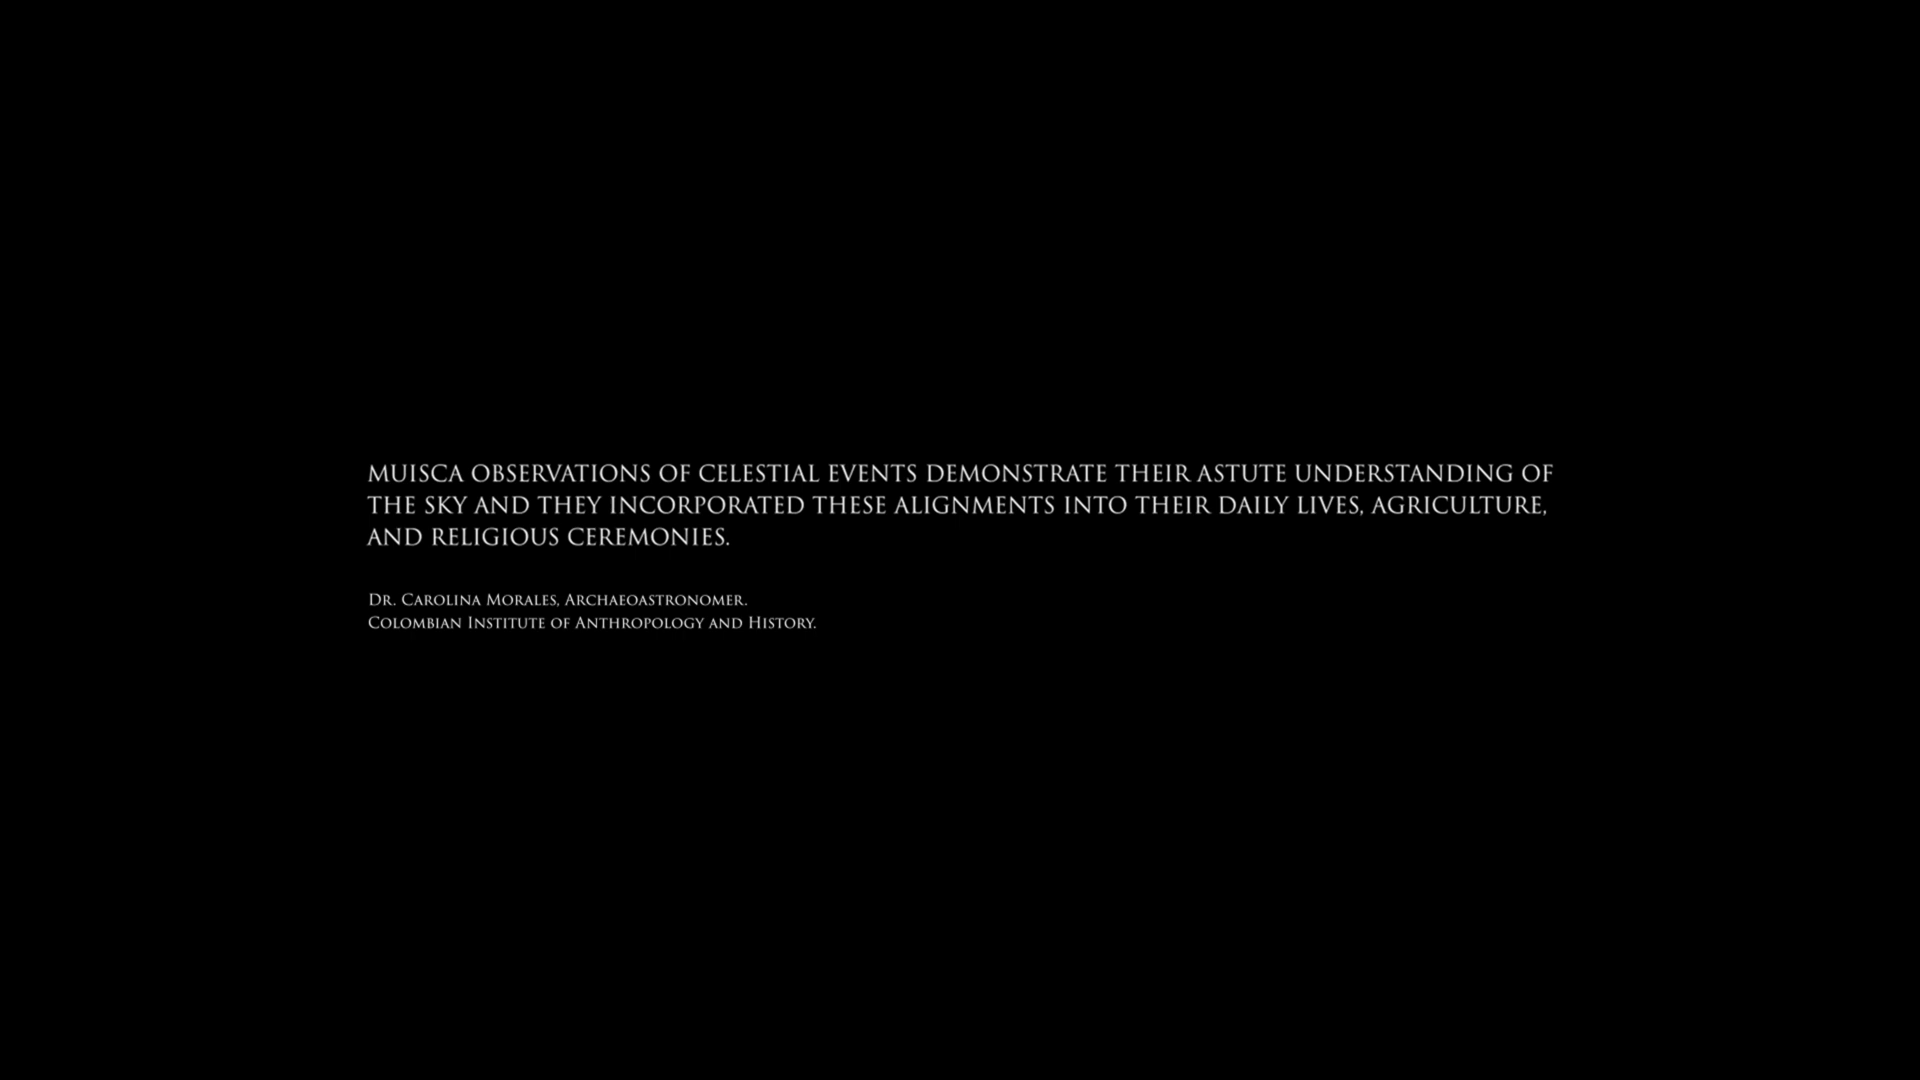 MUISCA OBSERVATIONS OF CELESTIAL EVENTS DEMONSTRATE THEIR ASTUTE UNDERSTANDING OF
THE SKY AND THEY INCORPORATED THESE ALIGNMENTS INTO THEIR DAILY LIVES, AGRICULTURE,
AND RELIGIOUS CEREMONIES.
Dr. Carolina Morales, Archaeoastronomer.
Colombian Institute of Anthropology and History.